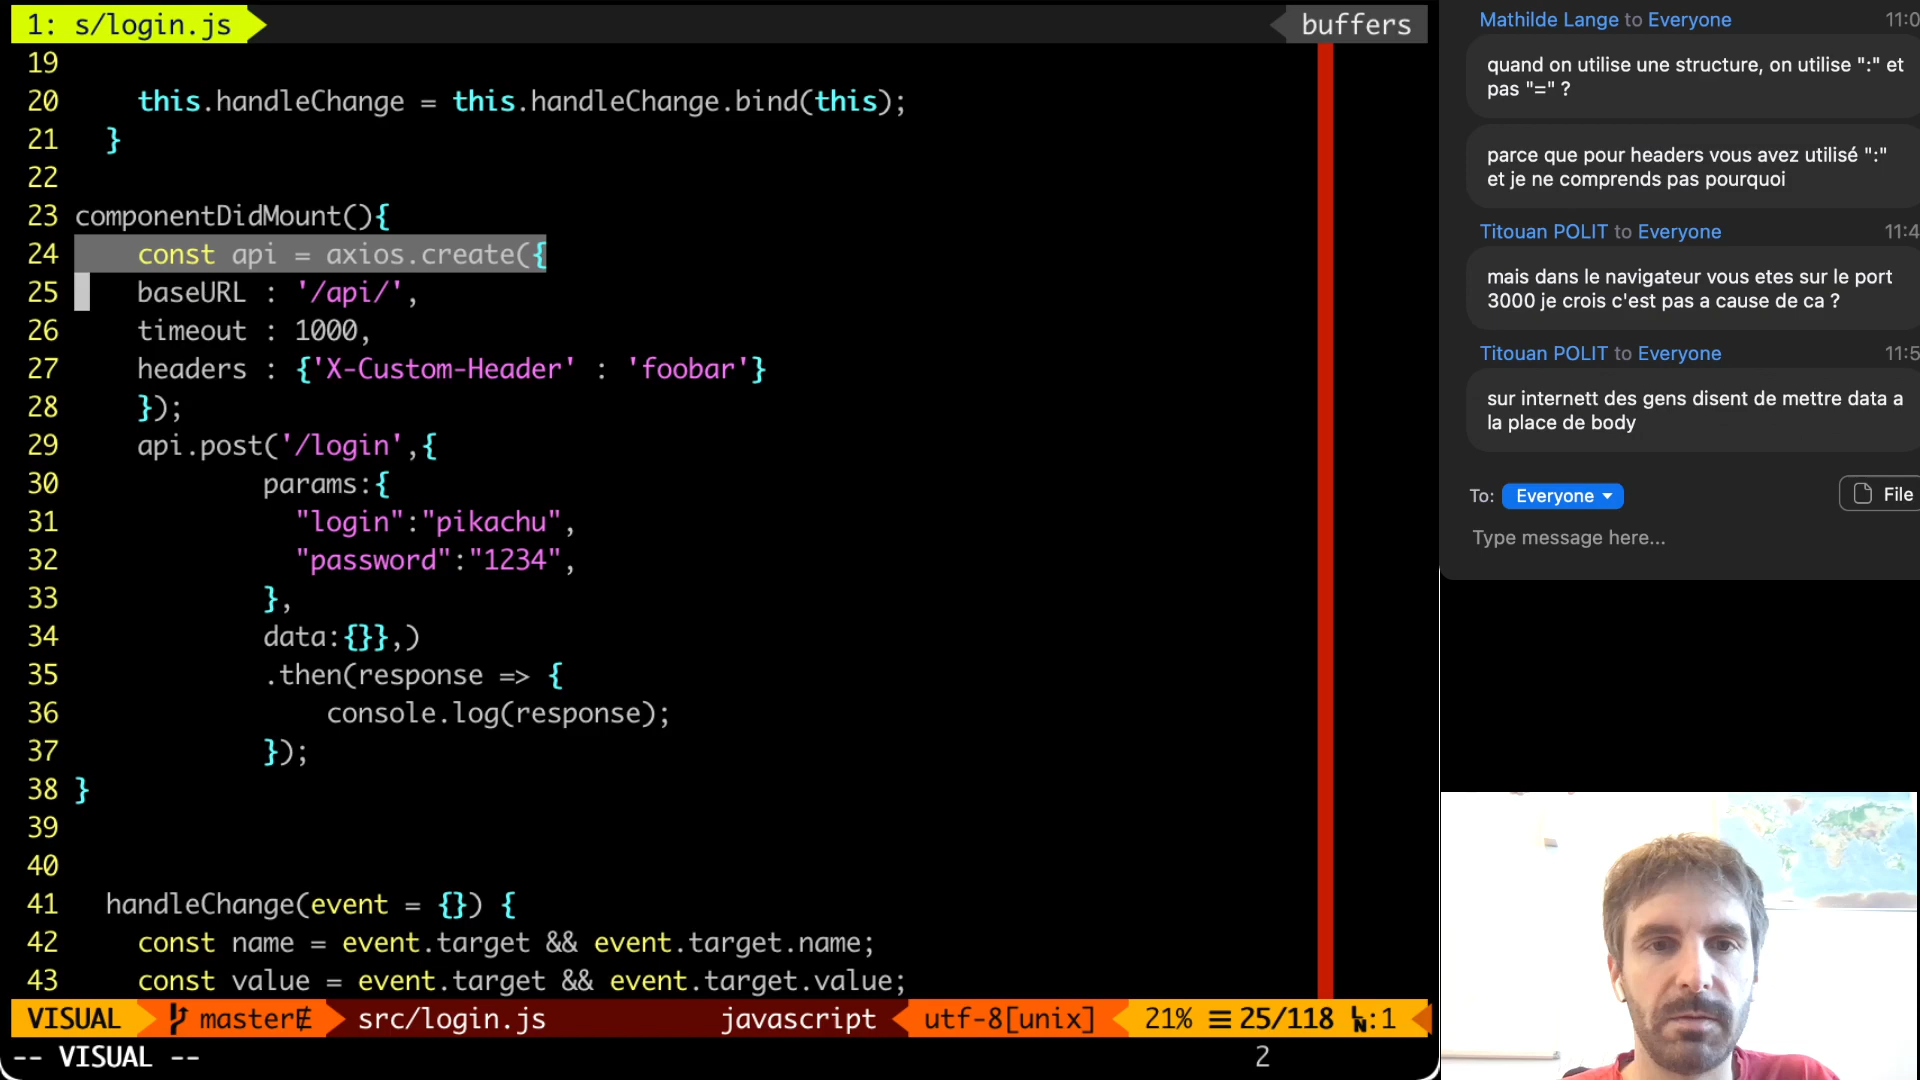 1: s/login.js
buffers
19
20 this.handleChange = this.handleChange.bind(this);
21 }
22
23 componentDidMount(){
24 const api = axios.create({
25 baseURL : '/api/',
26 timeout : 1000,
27 headers : {'X-Custom-Header' : 'foobar'}
28 });
29 api.post('/login',{
30 params:{
31 "login":"pikachu",
32 "password":"1234",
33 },
34 data:{}},)
35 .then(response => {
36 console.log(response);
37 });
38 }
39
40
41 handleChange(event = {}) {
42 const name = event.target && event.target.name;
43 const value = event.target && event.target.value;
VISUAL master src/login.js javascript utf-8[unix] 21% 25/118 :1
-- VISUAL -- 2
Mathilde Lange to Everyone 11:0
quand on utilise une structure, on utilise ":" et
pas "=" ?
parce que pour headers vous avez utilisé ":"
et je ne comprends pas pourquoi
Titouan POLIT to Everyone 11:4
mais dans le navigateur vous etes sur le port
3000 je crois c'est pas a cause de ca ?
Titouan POLIT to Everyone 11:5
sur internett des gens disent de mettre data a
la place de body
To: Everyone
File
Type message here...